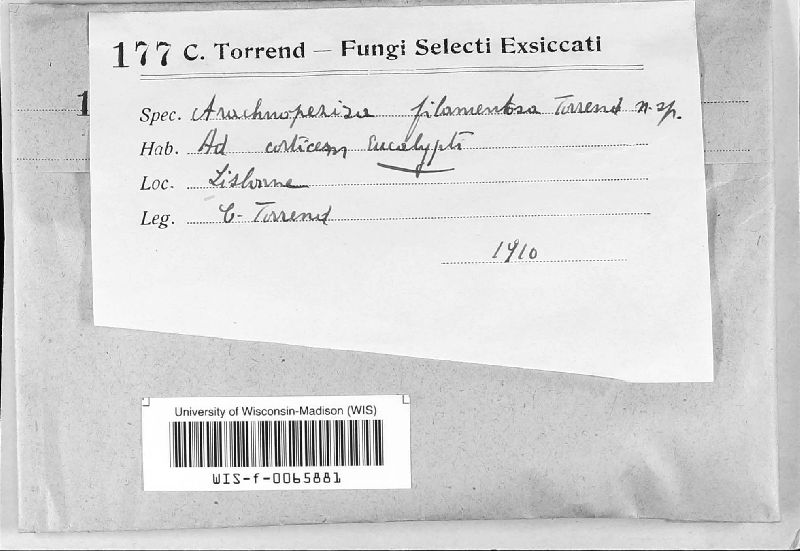 177 C. Torrend — Fungi Selecti Exsiccati
1
Spec. Arachnopeziza filamentosa Torrend n. sp.
Hab. Ad corticem Eucalypti
Loc. Lisbonne
Leg. C. Torrend
1910
University of Wisconsin-Madison (WIS)
WIS-f-0065881